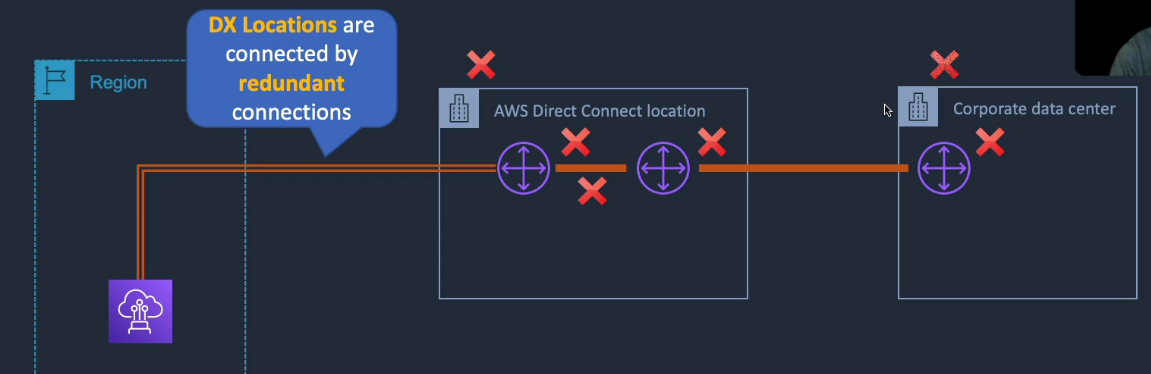 DX Locations are
connected by
redundant
connections
Region
AWS Direct Connect location
Corporate data center